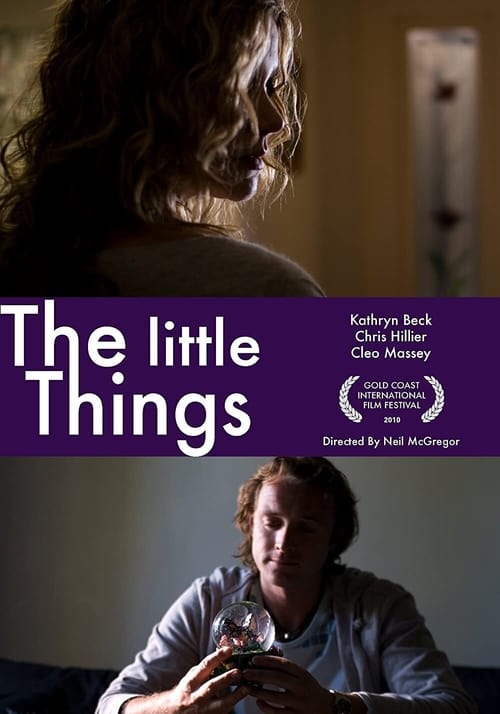 The little
Things
Kathryn Beck
Chris Hillier
Cleo Massey
GOLD COAST
INTERNATIONAL
FILM FESTIVAL
2010
Directed By Neil McGregor